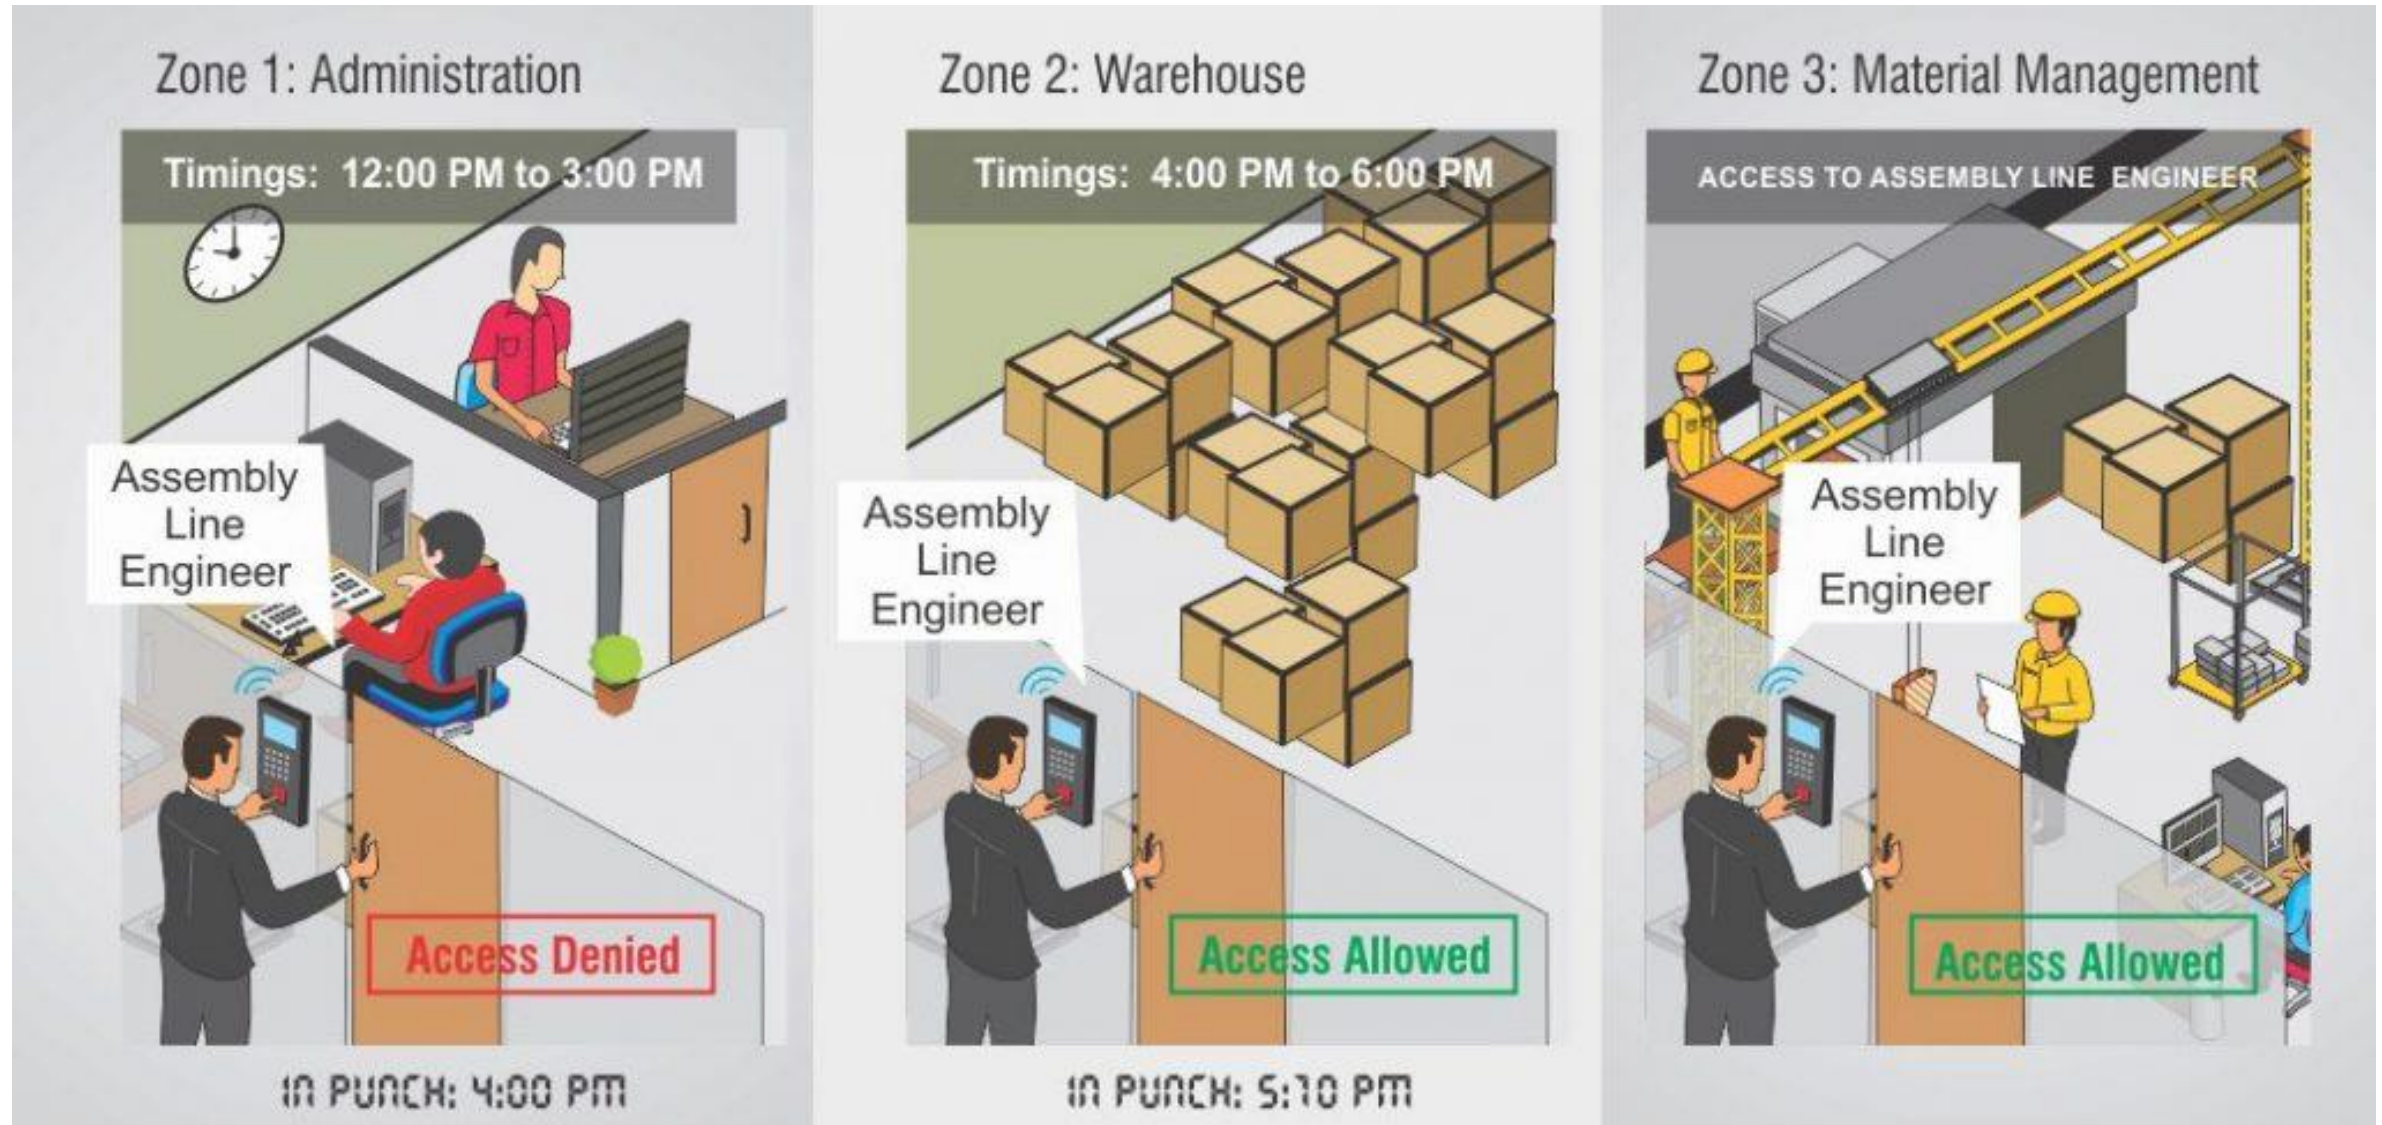 Zone 1: Administration
Timings: 12:00 PM to 3:00 PM
Assembly
Line
Engineer
Access Denied
IN PUNCH: 4:00 PM
Zone 2: Warehouse
Timings: 4:00 PM to 6:00 PM
Assembly
Line
Engineer
Access Allowed
IN PUNCH: 5:10 PM
Zone 3: Material Management
ACCESS TO ASSEMBLY LINE ENGINEER
Assembly
Line
Engineer
Access Allowed